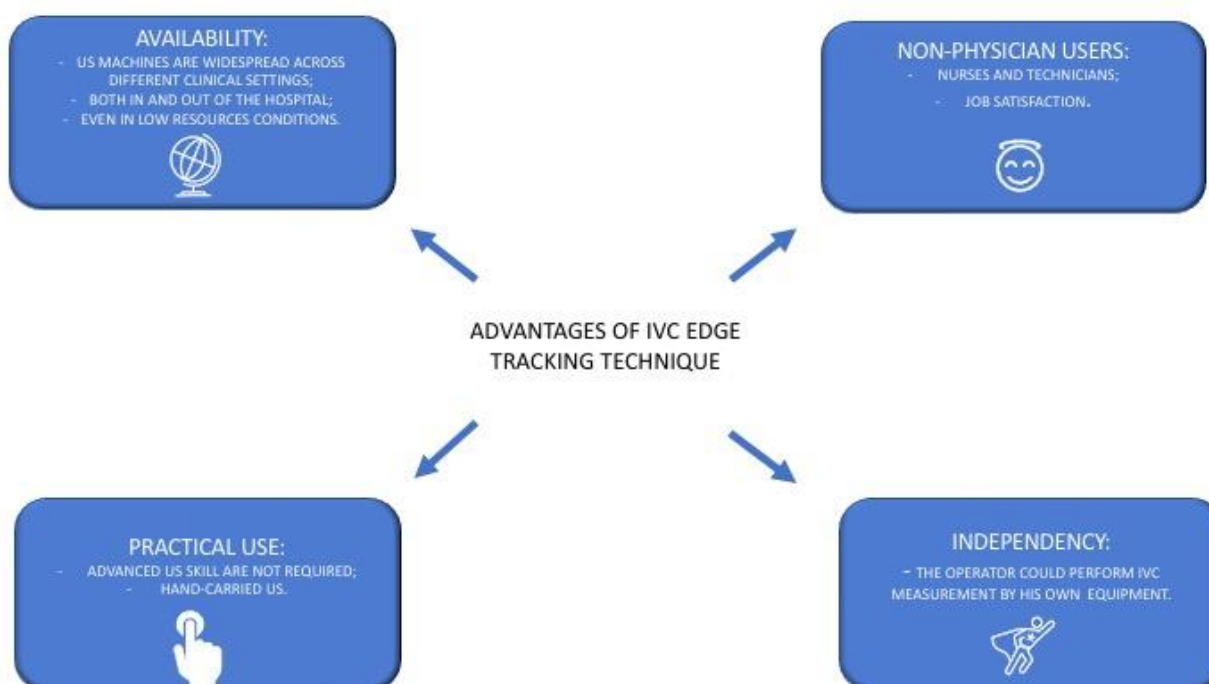 AVAILABILITY:
- US MACHINES ARE WIDESPREAD ACROSS
DIFFERENT CLINICAL SETTINGS;
- BOTH IN AND OUT OF THE HOSPITAL;
- EVEN IN LOW RESOURCES CONDITIONS.
NON-PHYSICIAN USERS:
- NURSES AND TECHNICIANS;
- JOB SATISFACTION.
ADVANTAGES OF IVC EDGE
TRACKING TECHNIQUE
PRACTICAL USE:
- ADVANCED US SKILL ARE NOT REQUIRED;
- HAND-CARRIED US.
INDEPENDENCY:
- THE OPERATOR COULD PERFORM IVC
MEASUREMENT BY HIS OWN EQUIPMENT.